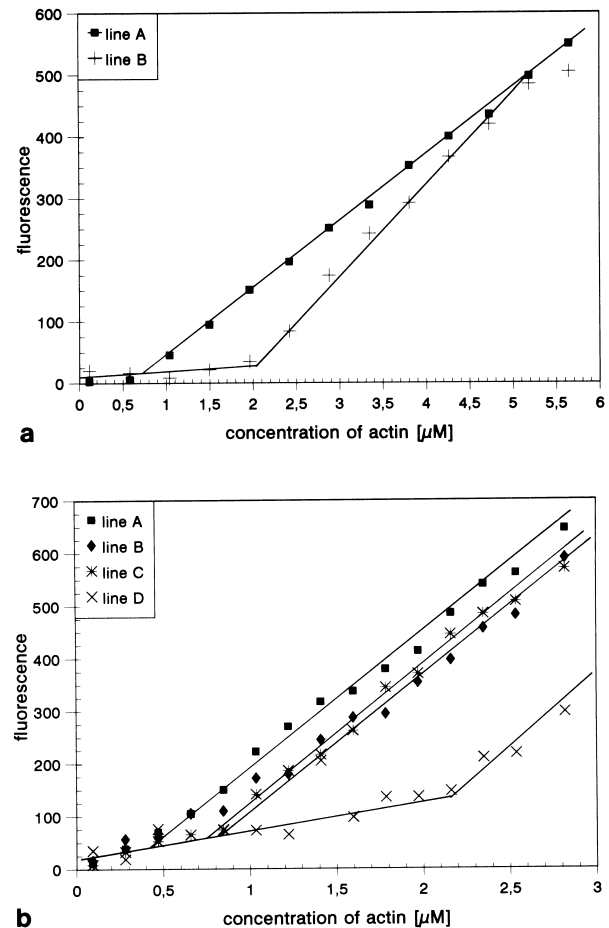 600
500
400
300
200
100
0
fluorescence
line A
line B
0 0,5 1 1,5 2 2,5 3 3,5 4 4,5 5 5,5 6
concentration of actin [µM]
a
700
600
500
400
300
200
100
0
fluorescence
line A
line B
line C
line D
0 0,5 1 1,5 2 2,5 3
concentration of actin [µM]
b